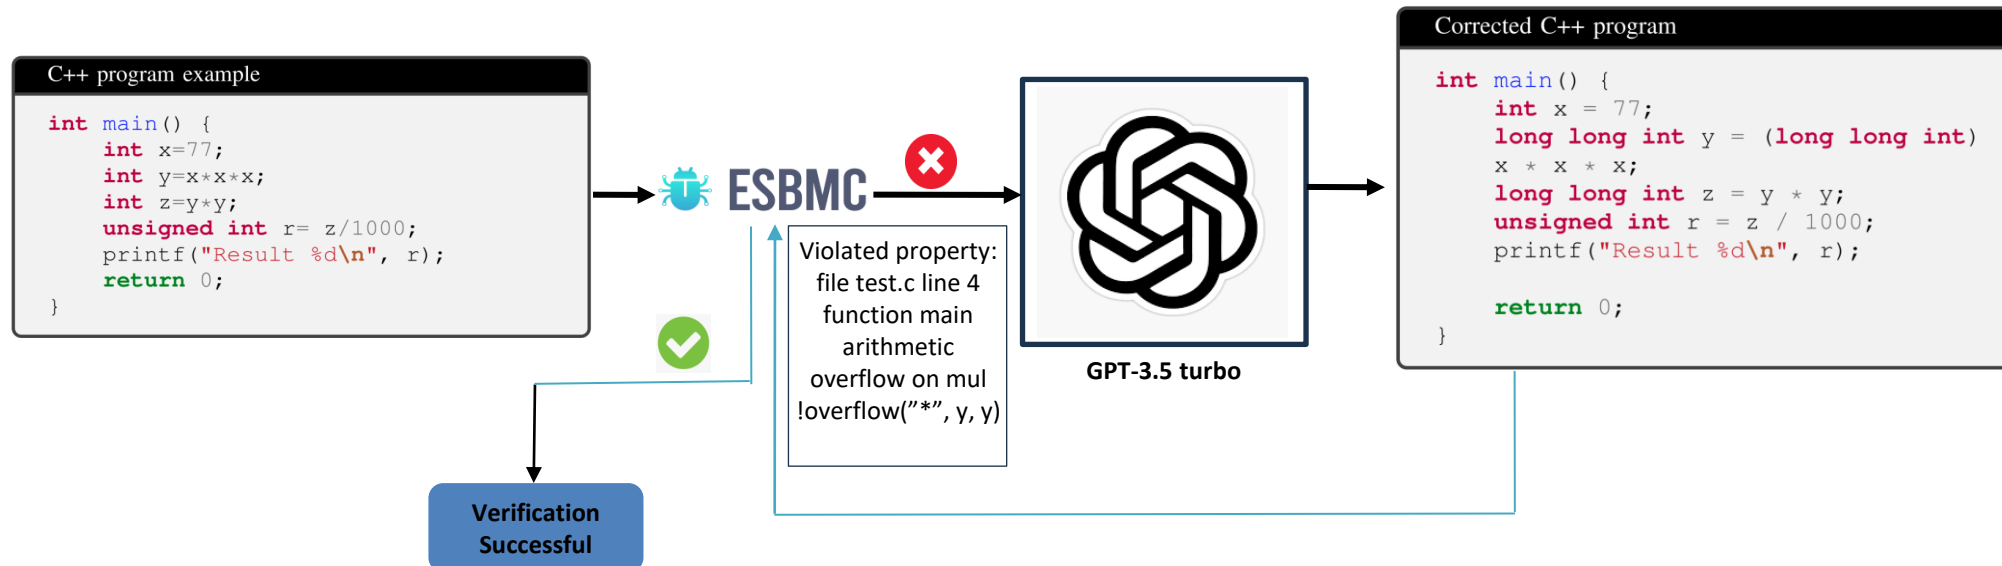 C++ program example
int main() {
int x=77;
int y=x*x*x;
int z=y*y;
unsigned int r= z/1000;
printf("Result %d\n", r);
return 0;
}
ESBMC
Violated property:
file test.c line 4
function main
arithmetic
overflow on mul
!overflow(”*”, y, y)
GPT-3.5 turbo
Verification
Successful
Corrected C++ program
int main() {
int x = 77;
long long int y = (long long int)
x * x * x;
long long int z = y * y;
unsigned int r = z / 1000;
printf("Result %d\n", r);
return 0;
}